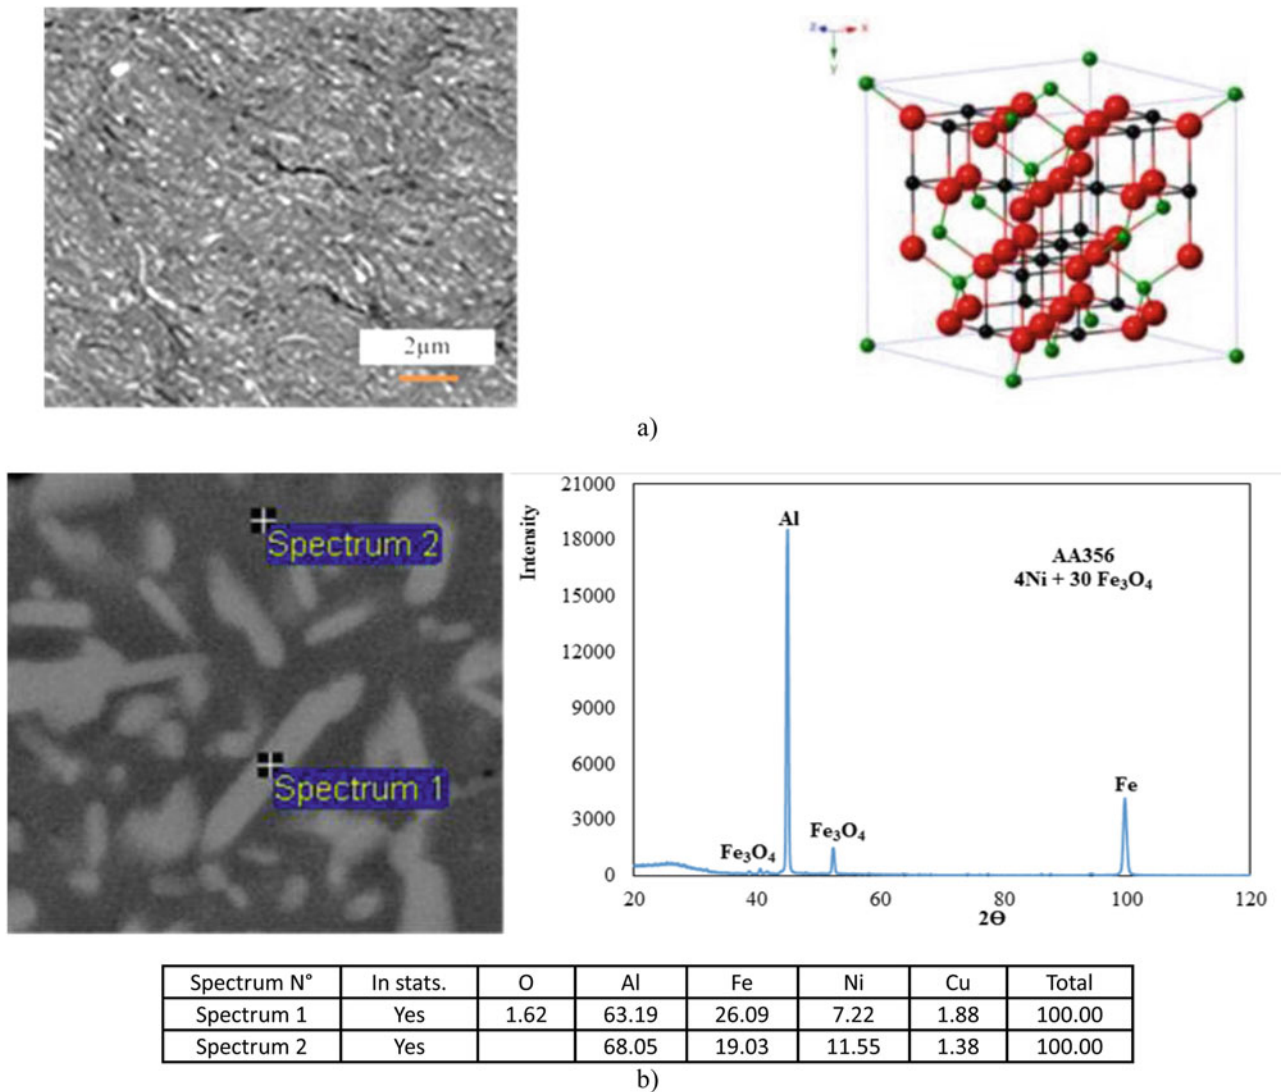 z x
y
2μm
a)
Spectrum 2
Spectrum 1
Intensity
21000
18000
15000
12000
9000
6000
3000
0
Al
AA356
4Ni + 30 Fe₃O₄
Fe₃O₄
Fe₃O₄
Fe
20 40 60 80 100 120
2Θ
Spectrum N° In stats. O Al Fe Ni Cu Total
Spectrum 1 Yes 1.62 63.19 26.09 7.22 1.88 100.00
Spectrum 2 Yes 68.05 19.03 11.55 1.38 100.00
b)